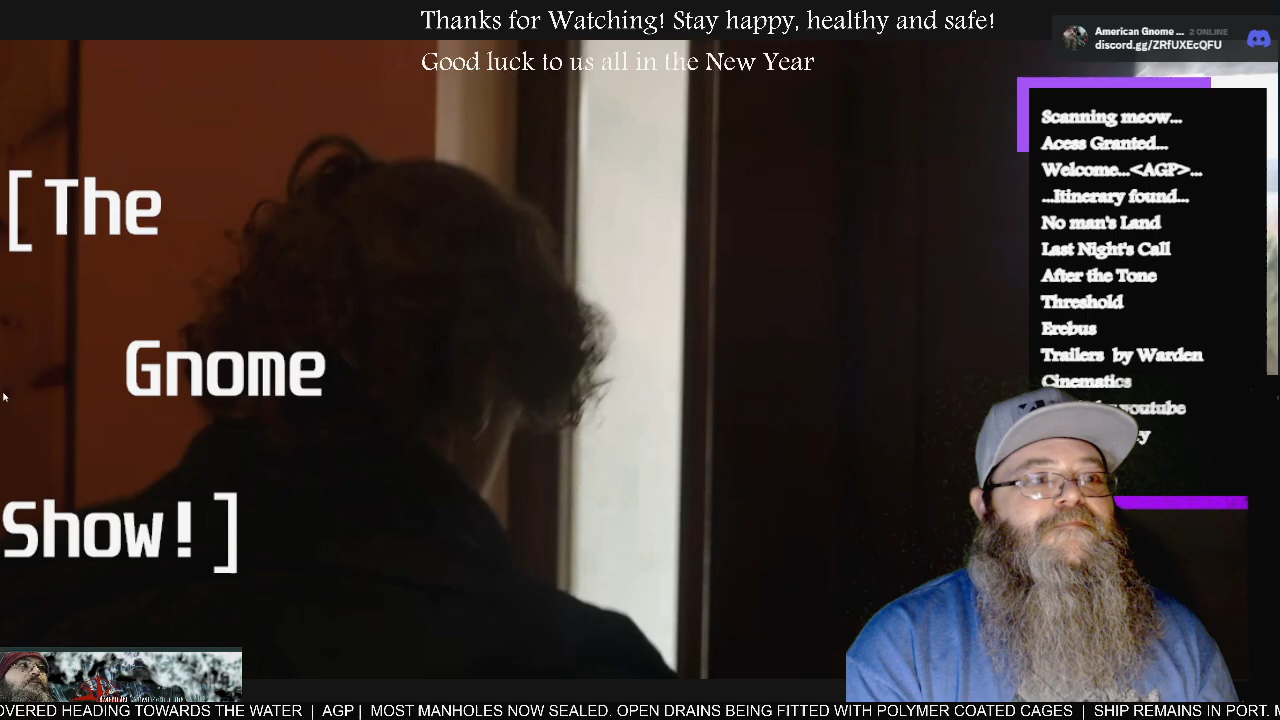 Thanks for Watching! Stay happy, healthy and safe!
Good luck to us all in the New Year
American Gnome ... 2 ONLINE
discord.gg/ZRfUXEcQFU
[The
Gnome
Show!]
Scanning meow...
Acess Granted...
Welcome...<AGP>...
...Itinerary found...
No man's Land
Last Night's Call
After the Tone
Threshold
Erebus
Trailers by Warden
Cinematics
youtube
OVERED HEADING TOWARDS THE WATER | AGP | MOST MANHOLES NOW SEALED. OPEN DRAINS BEING FITTED WITH POLYMER COATED CAGES | SHIP REMAINS IN PORT. M